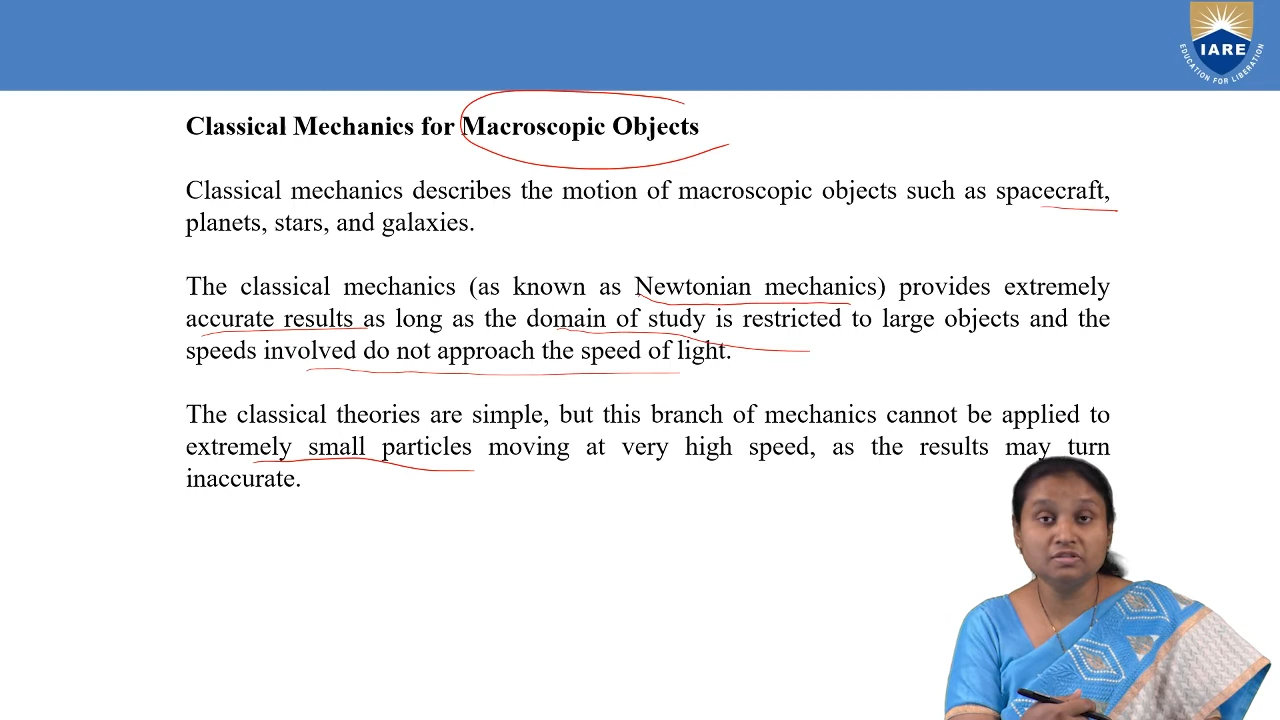 IARE
EDUCATION FOR LIBERATION
Classical Mechanics for Macroscopic Objects
Classical mechanics describes the motion of macroscopic objects such as spacecraft,
planets, stars, and galaxies.
The classical mechanics (as known as Newtonian mechanics) provides extremely
accurate results as long as the domain of study is restricted to large objects and the
speeds involved do not approach the speed of light.
The classical theories are simple, but this branch of mechanics cannot be applied to
extremely small particles moving at very high speed, as the results may turn
inaccurate.